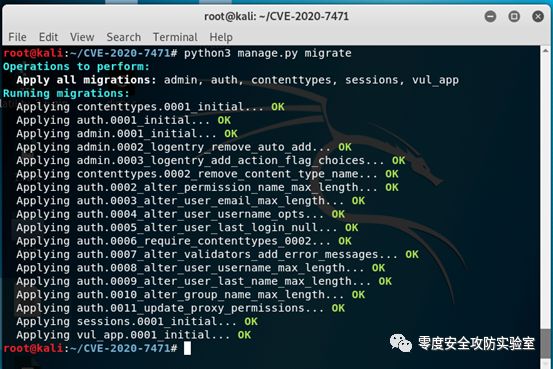 root@kali: ~/CVE-2020-7471
File Edit View Search Terminal Help
root@kali:~/CVE-2020-7471# python3 manage.py migrate
Operations to perform:
  Apply all migrations: admin, auth, contenttypes, sessions, vul_app
Running migrations:
  Applying contenttypes.0001_initial... OK
  Applying auth.0001_initial... OK
  Applying admin.0001_initial... OK
  Applying admin.0002_logentry_remove_auto_add... OK
  Applying admin.0003_logentry_add_action_flag_choices... OK
  Applying contenttypes.0002_remove_content_type_name... OK
  Applying auth.0002_alter_permission_name_max_length... OK
  Applying auth.0003_alter_user_email_max_length... OK
  Applying auth.0004_alter_user_username_opts... OK
  Applying auth.0005_alter_user_last_login_null... OK
  Applying auth.0006_require_contenttypes_0002... OK
  Applying auth.0007_alter_validators_add_error_messages... OK
  Applying auth.0008_alter_user_username_max_length... OK
  Applying auth.0009_alter_user_last_name_max_length... OK
  Applying auth.0010_alter_group_name_max_length... OK
  Applying auth.0011_update_proxy_permissions... OK
  Applying sessions.0001_initial... OK
  Applying vul_app.0001_initial... OK
root@kali:~/CVE-2020-7471#
零度安全攻防实验室